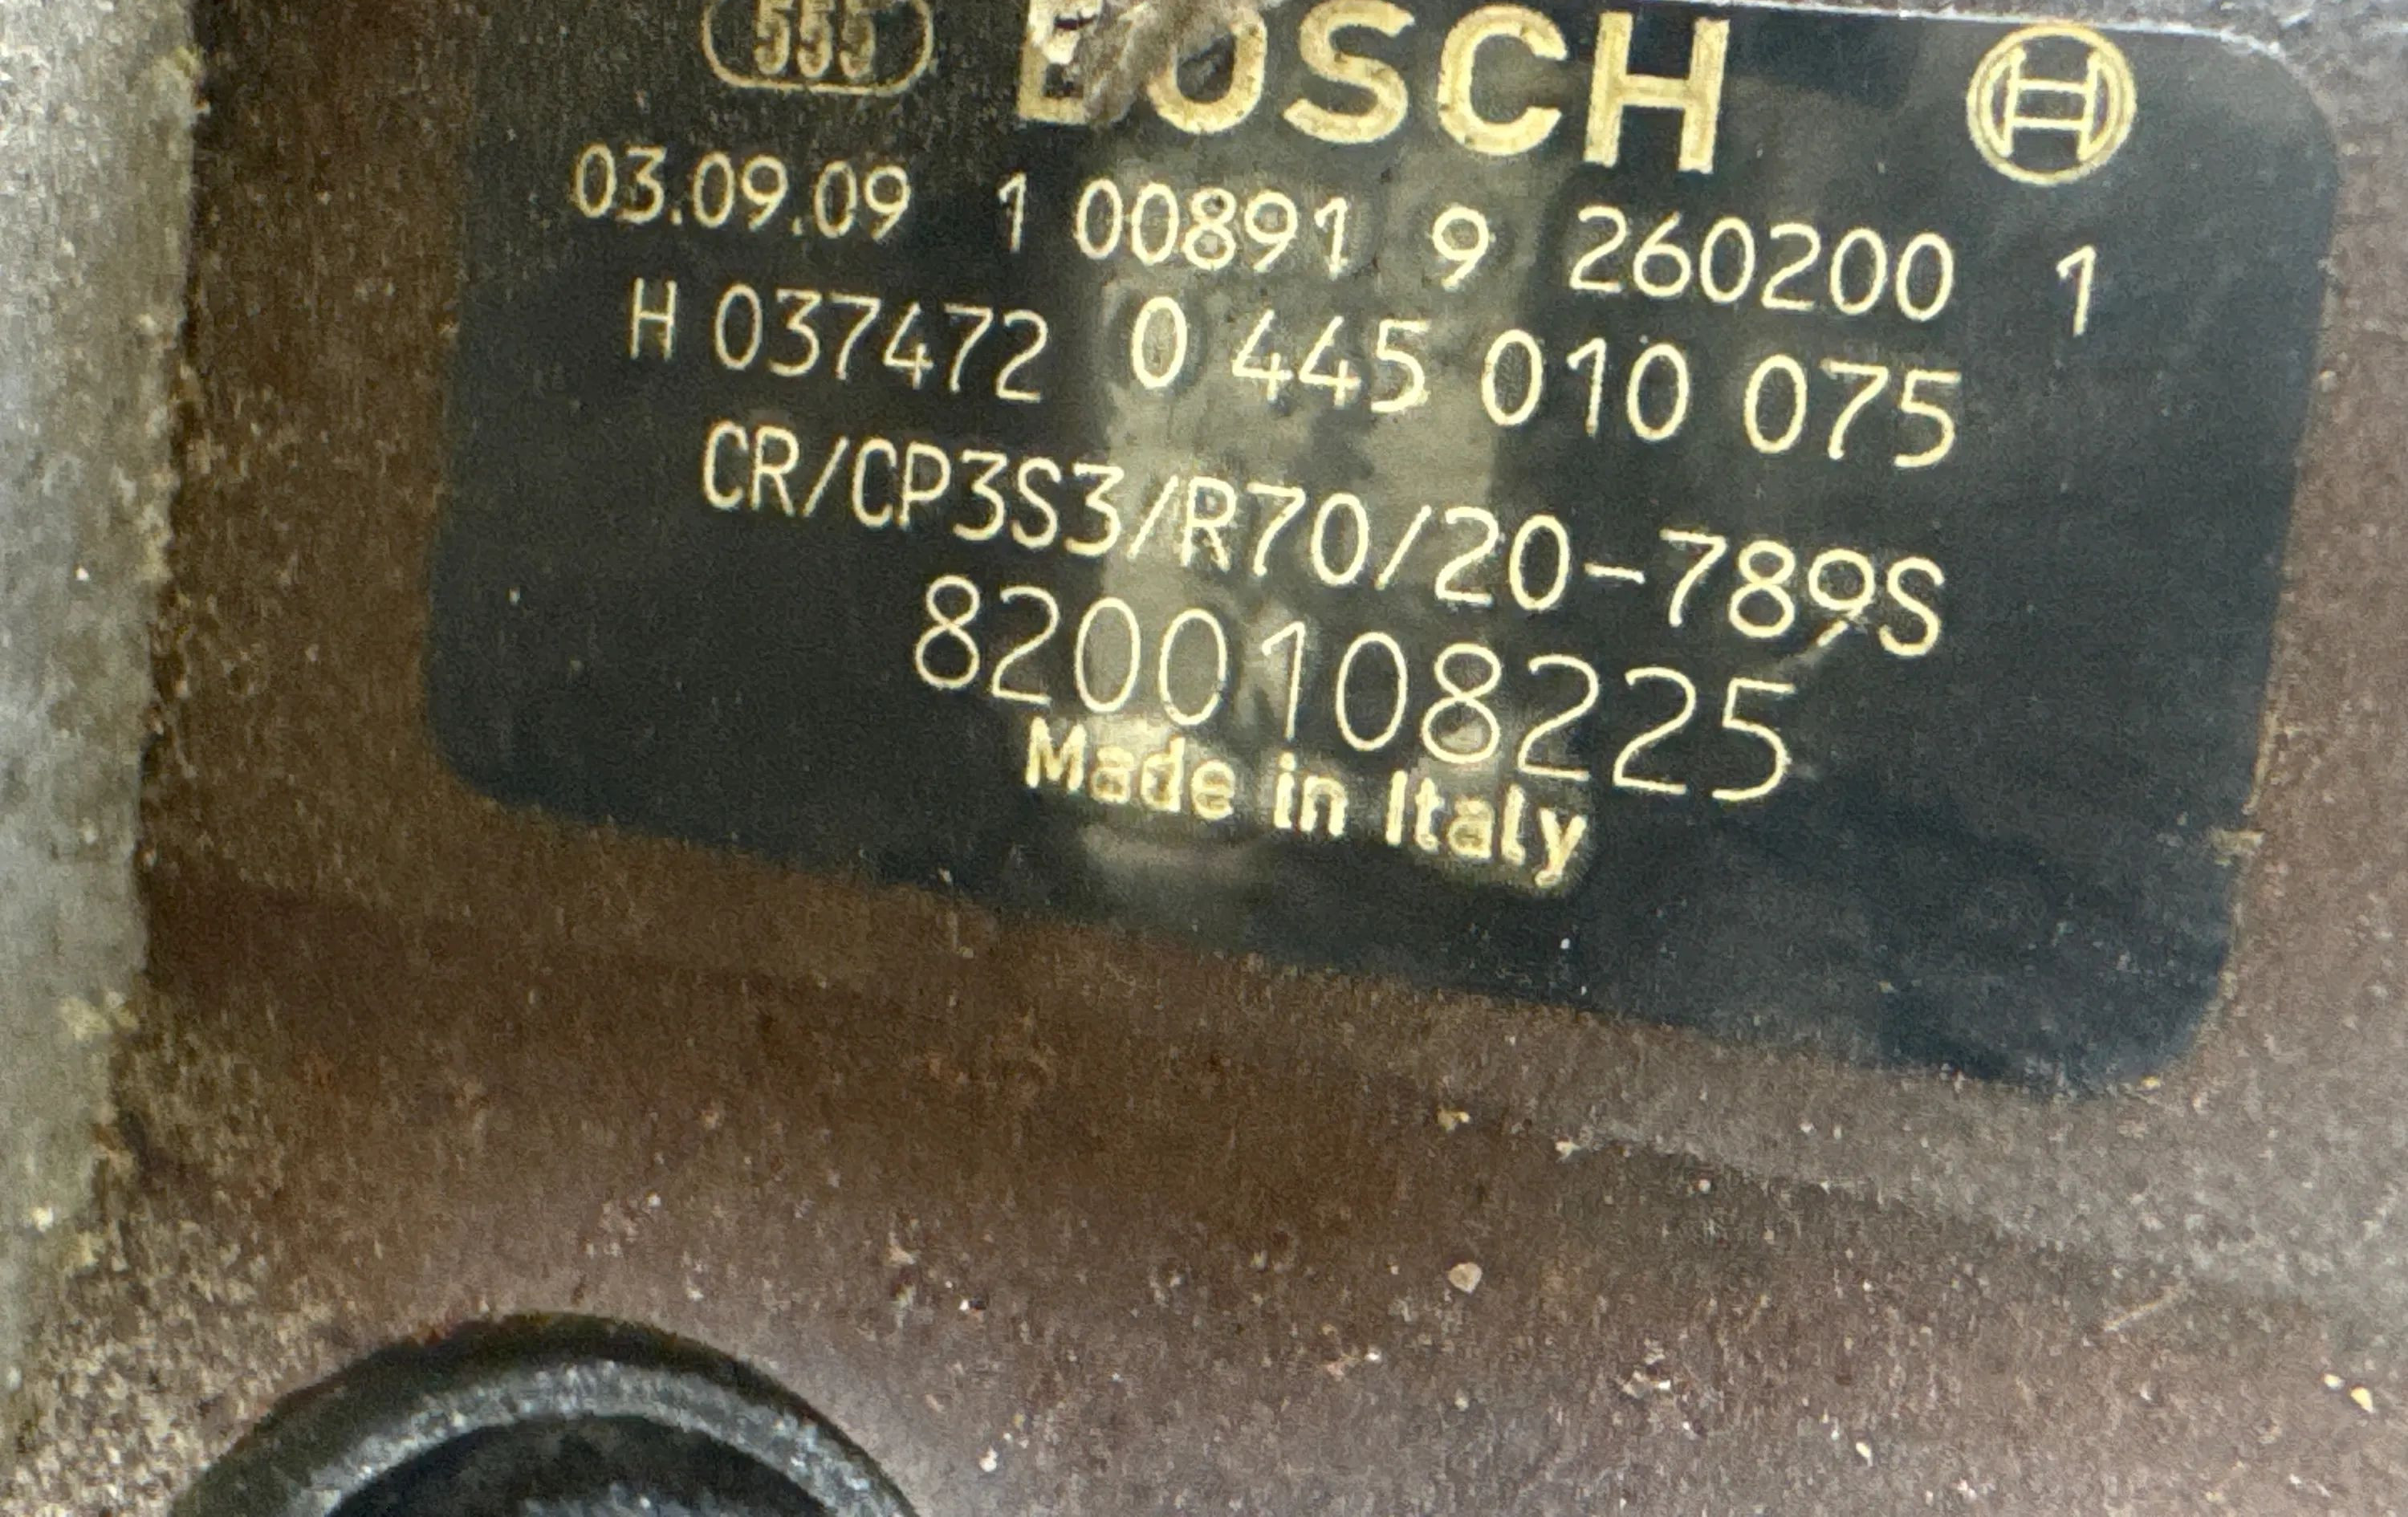 555 BOSCH
03.09.09 1 00891 9 260200 1
H 037472 0 445 010 075
CR/CP3S3/R70/20-789S
8200108225
Made in Italy